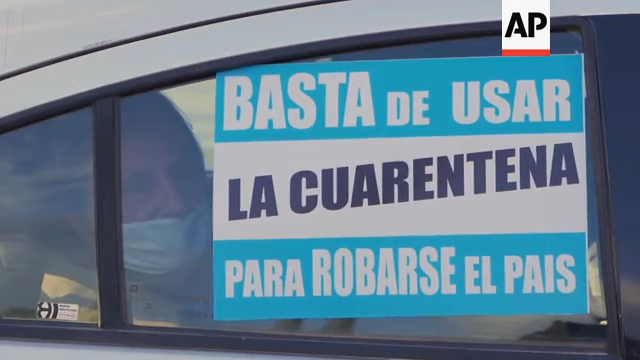 AP
BASTA DE USAR
LA CUARENTENA
PARA ROBARSE EL PAIS